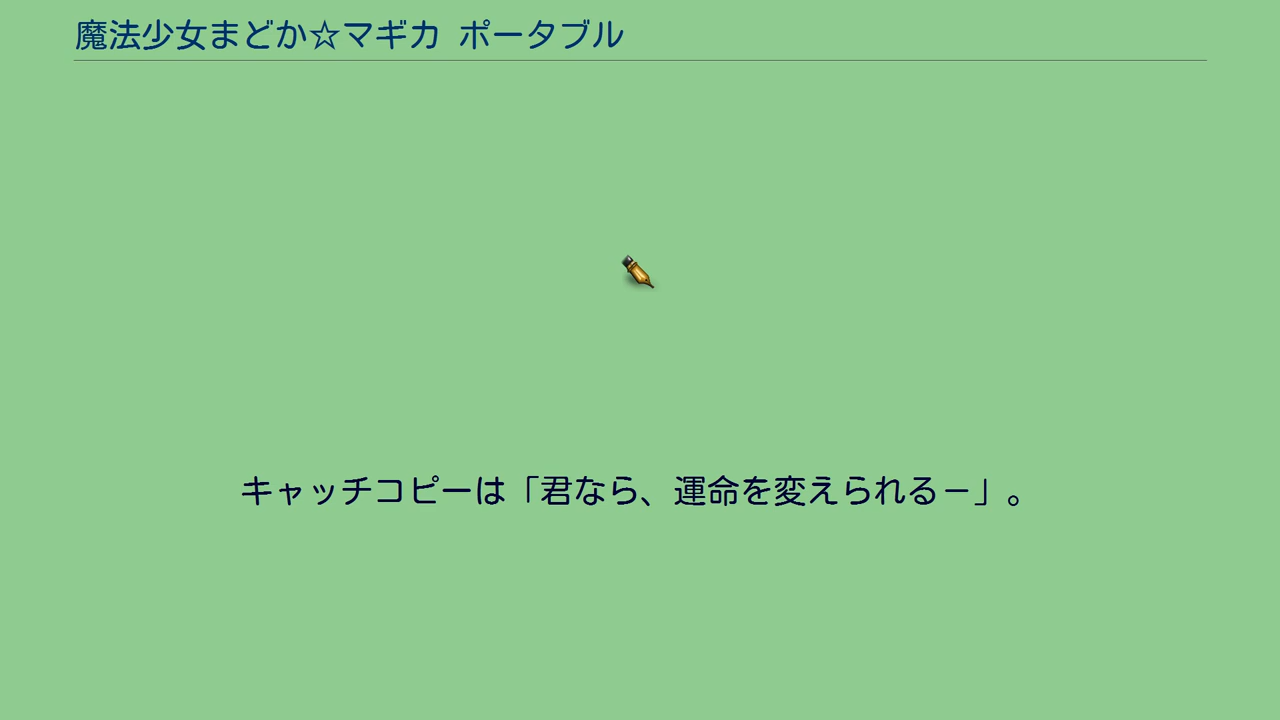 魔法少女まどか☆マギカ ポータブル
キャッチコピーは「君なら、運命を変えられる－」。